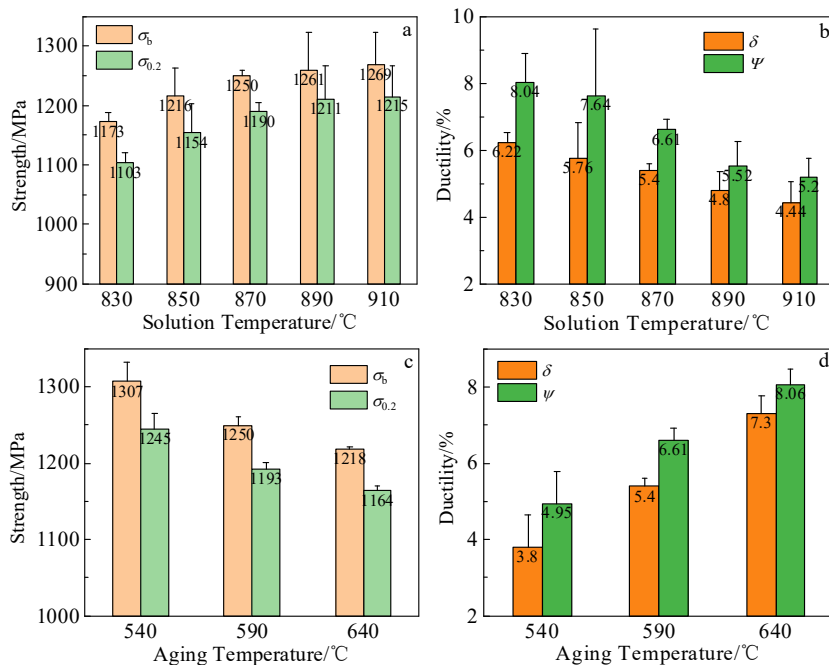 a
σb
σ0.2
1300
1200
1100
1000
900
Strength/MPa
1173
1103
1216
1154
1250
1190
1261
1211
1269
1215
830 850 870 890 910
Solution Temperature/℃
b
δ
Ψ
10
8
6
4
2
Ductility/%
6.22
8.04
5.76
7.64
5.4
6.61
4.8
5.52
4.44
5.2
830 850 870 890 910
Solution Temperature/℃
c
σb
σ0.2
1300
1200
1100
1000
Strength/MPa
1307
1245
1250
1193
1218
1164
540 590 640
Aging Temperature/℃
d
δ
ψ
8
6
4
2
Ductility/%
3.8
4.95
5.4
6.61
7.3
8.06
540 590 640
Aging Temperature/℃